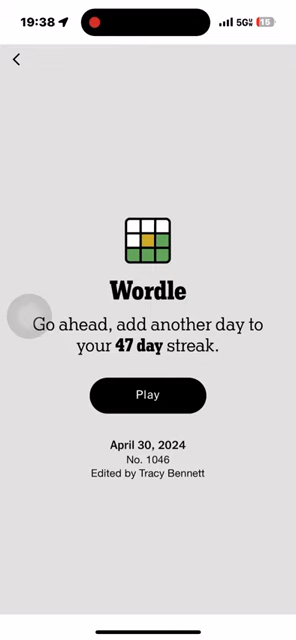 19:38 5G 15
Wordle
Go ahead, add another day to
your 47 day streak.
Play
April 30, 2024
No. 1046
Edited by Tracy Bennett